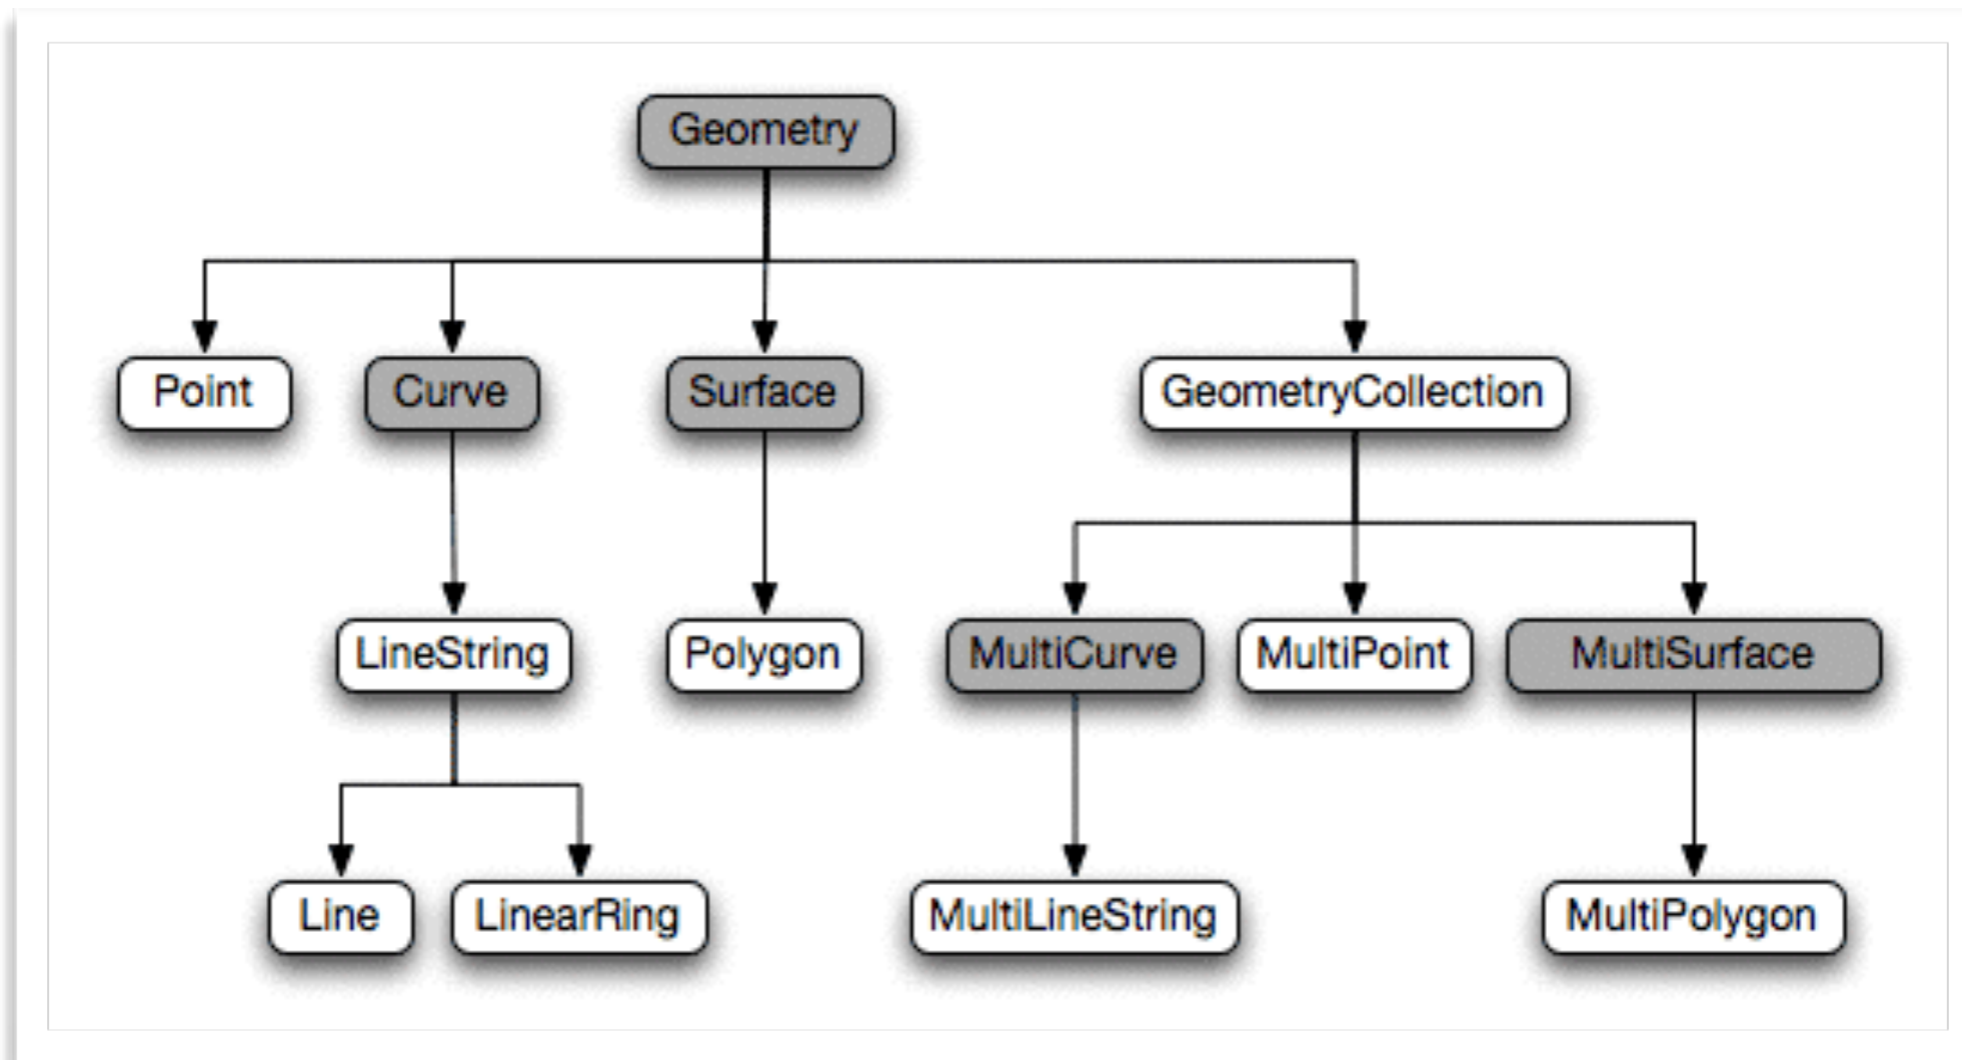 Geometry
Point
Curve
Surface
GeometryCollection
LineString
Polygon
MultiCurve
MultiPoint
MultiSurface
Line
LinearRing
MultiLineString
MultiPolygon